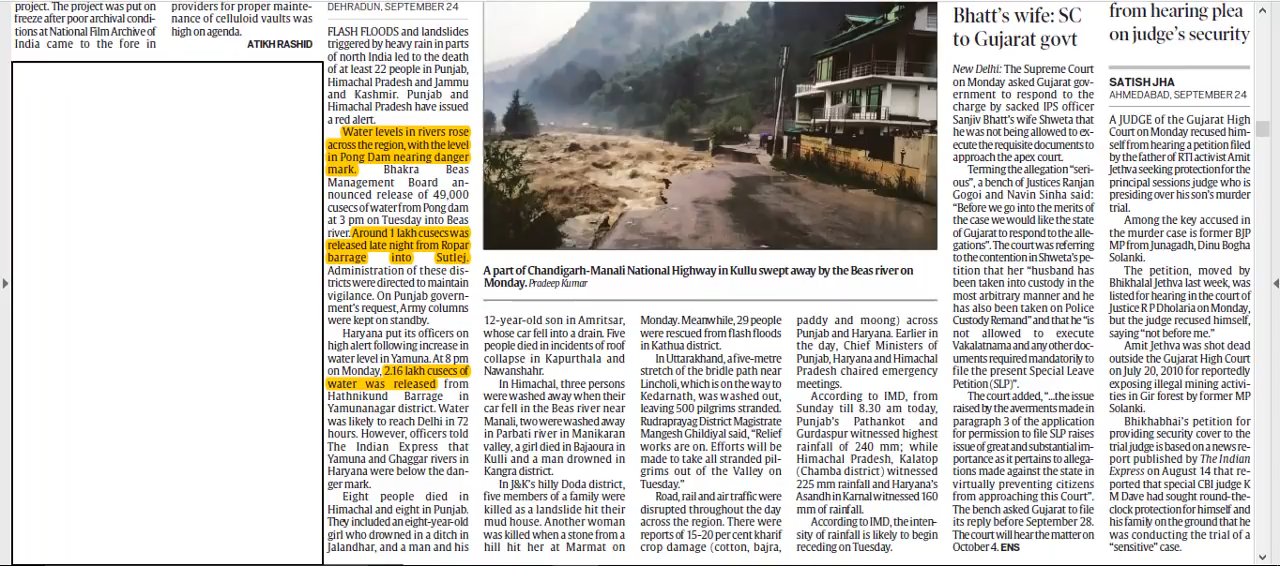 project. The project was put on
freeze after poor archival condi-
tions at National Film Archive of
India came to the fore in
providers for proper mainte-
nance of celluloid vaults was
high on agenda.
ATIKH RASHID
DEHRADUN, SEPTEMBER 24
FLASH FLOODS and landslides
triggered by heavy rain in parts
of north India led to the death
of at least 22 people in Punjab,
Himachal Pradesh and Jammu
and Kashmir. Punjab and
Himachal Pradesh have issued
a red alert.
Water levels in rivers rose
across the region, with the level
in Pong Dam nearing danger
mark. Bhakra Beas
Management Board an-
nounced release of 49,000
cusecs of water from Pong dam
at 3 pm on Tuesday into Beas
river. Around 1 lakh cusecs was
released late night from Ropar
barrage into Sutlej.
Administration of these dis-
tricts were directed to maintain
vigilance. On Punjab govern-
ment's request, Army columns
were kept on standby.
Haryana put its officers on
high alert following increase in
water level in Yamuna. At 8 pm
on Monday, 2.16 lakh cusecs of
water was released from
Hathnikund Barrage in
Yamunanagar district. Water
was likely to reach Delhi in 72
hours. However, officers told
The Indian Express that
Yamuna and Ghaggar rivers in
Haryana were below the dan-
ger mark.
Eight people died in
Himachal and eight in Punjab.
They included an eight-year-old
girl who drowned in a ditch in
Jalandhar, and a man and his
A part of Chandigarh-Manali National Highway in Kullu swept away by the Beas river on
Monday. Pradeep Kumar
12-year-old son in Amritsar,
whose car fell into a drain. Five
people died in incidents of roof
collapse in Kapurthala and
Nawanshahr.
In Himachal, three persons
were washed away when their
car fell in the Beas river near
Manali, two were washed away
in Parbati river in Manikaran
valley, a girl died in Bajaoura in
Kulli and a man drowned in
Kangra district.
In J&K's hilly Doda district,
five members of a family were
killed as a landslide hit their
mud house. Another woman
was killed when a stone from a
hill hit her at Marmat on
Monday. Meanwhile, 29 people
were rescued from flash floods
in Kathua district.
In Uttarakhand, a five-metre
stretch of the bridle path near
Lincholi, which is on the way to
Kedarnath, was washed out,
leaving 500 pilgrims stranded.
Rudraprayag District Magistrate
Mangesh Ghildiyal said, "Relief
works are on. Efforts will be
made to take all stranded pil-
grims out of the Valley on
Tuesday."
Road, rail and air traffic were
disrupted throughout the day
across the region. There were
reports of 15-20 per cent kharif
crop damage (cotton, bajra,
paddy and moong) across
Punjab and Haryana. Earlier in
the day, Chief Ministers of
Punjab, Haryana and Himachal
Pradesh chaired emergency
meetings.
According to IMD, from
Sunday till 8.30 am today,
Punjab's Pathankot and
Gurdaspur witnessed highest
rainfall of 240 mm; while
Himachal Pradesh, Kalatop
(Chamba district) witnessed
225 mm rainfall and Haryana's
Asandh in Karnal witnessed 160
mm of rainfall.
According to IMD, the inten-
sity of rainfall is likely to begin
receding on Tuesday.
Bhatt's wife: SC
to Gujarat govt
New Delhi: The Supreme Court
on Monday asked Gujarat gov-
ernment to respond to the
charge by sacked IPS officer
Sanjiv Bhatt's wife Shweta that
he was not being allowed to ex-
ecute the requisite documents to
approach the apex court.
Terming the allegation "seri-
ous", a bench of Justices Ranjan
Gogoi and Navin Sinha said:
"Before we go into the merits of
the case we would like the state
of Gujarat to respond to the alle-
gations". The court was referring
to the contention in Shweta's pe-
tition that her "husband has
been taken into custody in the
most arbitrary manner and he
has also been taken on Police
Custody Remand" and that he "is
not allowed to execute
Vakalatnama and any other doc-
uments required mandatorily to
file the present Special Leave
Petition (SLP)".
The court added, "...the issue
raised by the averments made in
paragraph 3 of the application
for permission to file SLP raises
issue of great and substantial im-
portance as it pertains to allega-
tions made against the state in
virtually preventing citizens
from approaching this Court".
The bench asked Gujarat to file
its reply before September 28.
The court will hear the matter on
October 4. ENS
from hearing plea
on judge's security
SATISH JHA
AHMEDABAD, SEPTEMBER 24
A JUDGE of the Gujarat High
Court on Monday recused him-
self from hearing a petition filed
by the father of RTI activist Amit
Jethva seeking protection for the
principal sessions judge who is
presiding over his son's murder
trial.
Among the key accused in
the murder case is former BJP
MP from Junagadh, Dinu Bogha
Solanki.
The petition, moved by
Bhikhalal Jethva last week, was
listed for hearing in the court of
Justice R P Dholaria on Monday,
but the judge recused himself,
saying "not before me."
Amit Jethva was shot dead
outside the Gujarat High Court
on July 20, 2010 for reportedly
exposing illegal mining activi-
ties in Gir forest by former MP
Solanki.
Bhikhabhai's petition for
providing security cover to the
trial judge is based on a news re-
port published by The Indian
Express on August 14 that re-
ported that special CBI judge K
M Dave had sought round-the-
clock protection for himself and
his family on the ground that he
was conducting the trial of a
"sensitive" case.